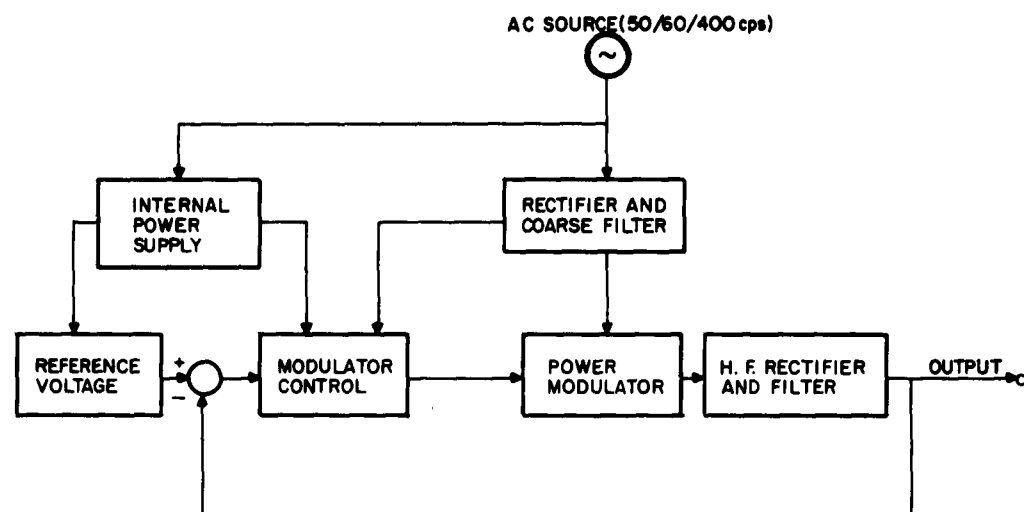 AC SOURCE(50/60/400 cps)
~
INTERNAL
POWER
SUPPLY
RECTIFIER AND
COARSE FILTER
REFERENCE
VOLTAGE
+
−
MODULATOR
CONTROL
POWER
MODULATOR
H. F. RECTIFIER
AND FILTER
OUTPUT